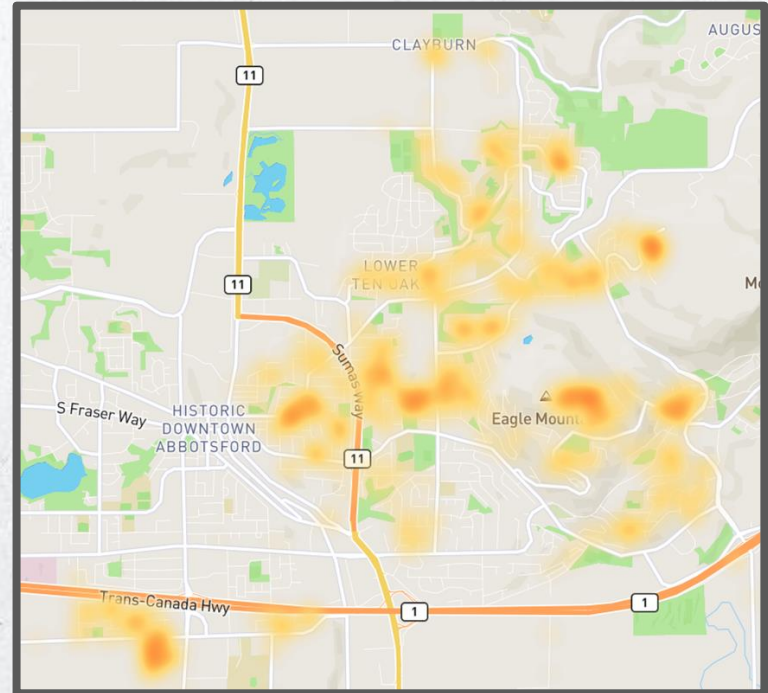 CLAYBURN
AUGUS
11
11
LOWER
TEN OAK
Mc
Sumas Way
S Fraser Way
HISTORIC
DOWNTOWN
ABBOTSFORD
Eagle Mount
11
Trans-Canada Hwy
1
1